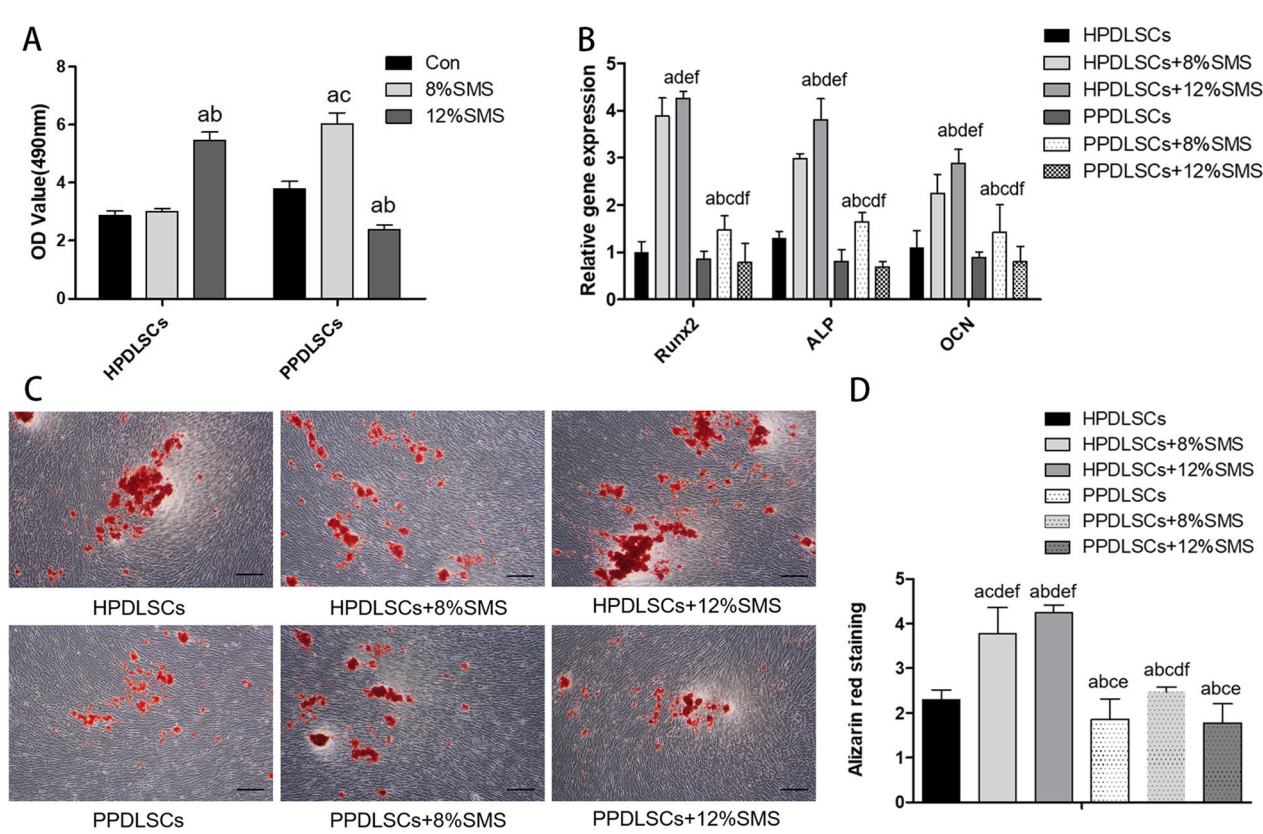 A
8
6
4
2
0
OD Value(490nm)
Con
8%SMS
12%SMS
ab
ac
ab
HPDLSCs
PPDLSCs
B
5
4
3
2
1
0
Relative gene expression
adef
abcdf
abdef
abcdf
abdef
abcdf
Runx2
ALP
OCN
HPDLSCs
HPDLSCs+8%SMS
HPDLSCs+12%SMS
PPDLSCs
PPDLSCs+8%SMS
PPDLSCs+12%SMS
C
HPDLSCs
HPDLSCs+8%SMS
HPDLSCs+12%SMS
PPDLSCs
PPDLSCs+8%SMS
PPDLSCs+12%SMS
D
HPDLSCs
HPDLSCs+8%SMS
HPDLSCs+12%SMS
PPDLSCs
PPDLSCs+8%SMS
PPDLSCs+12%SMS
5
4
3
2
1
0
Alizarin red staining
acdef
abdef
abce
abcdf
abce